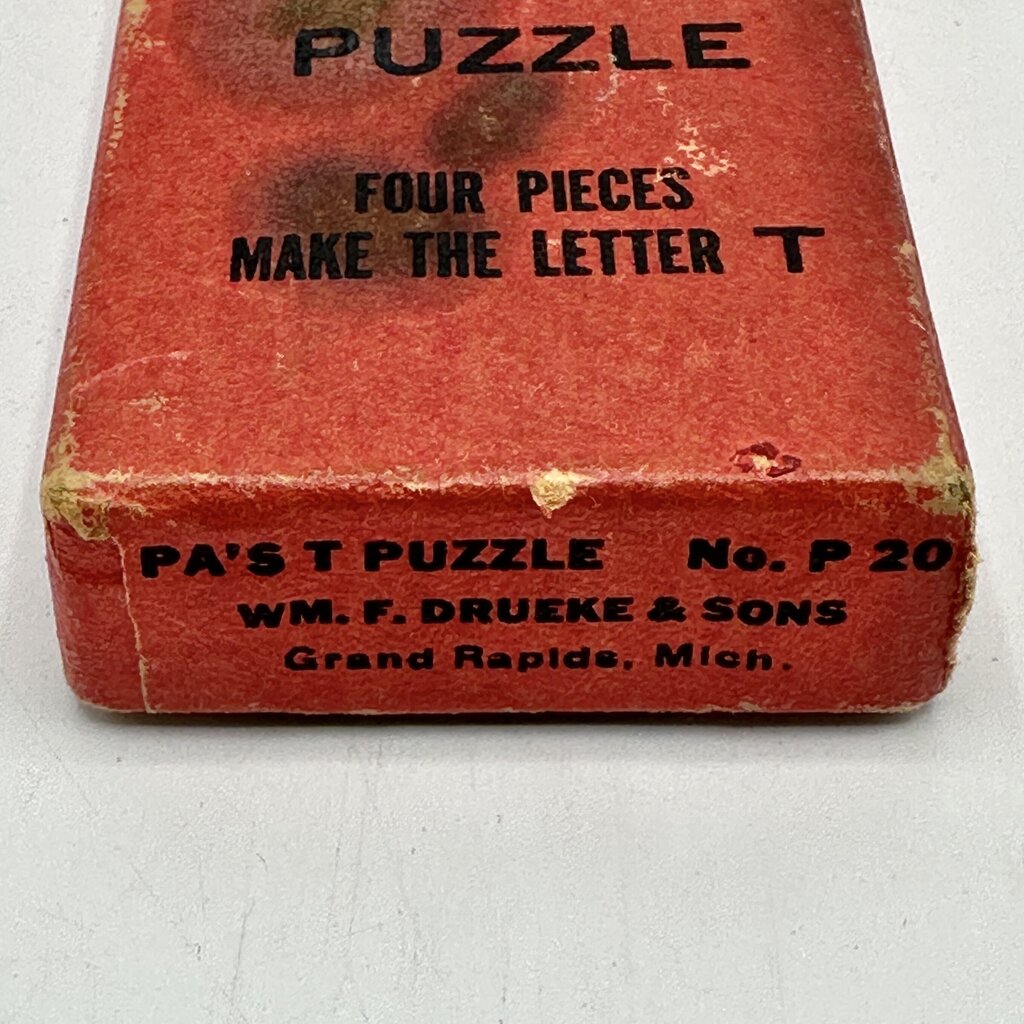 PUZZLE
FOUR PIECES
MAKE THE LETTER T
PA'S T PUZZLE No. P 20
WM. F. DRUEKE & SONS
Grand Rapids, Mich.